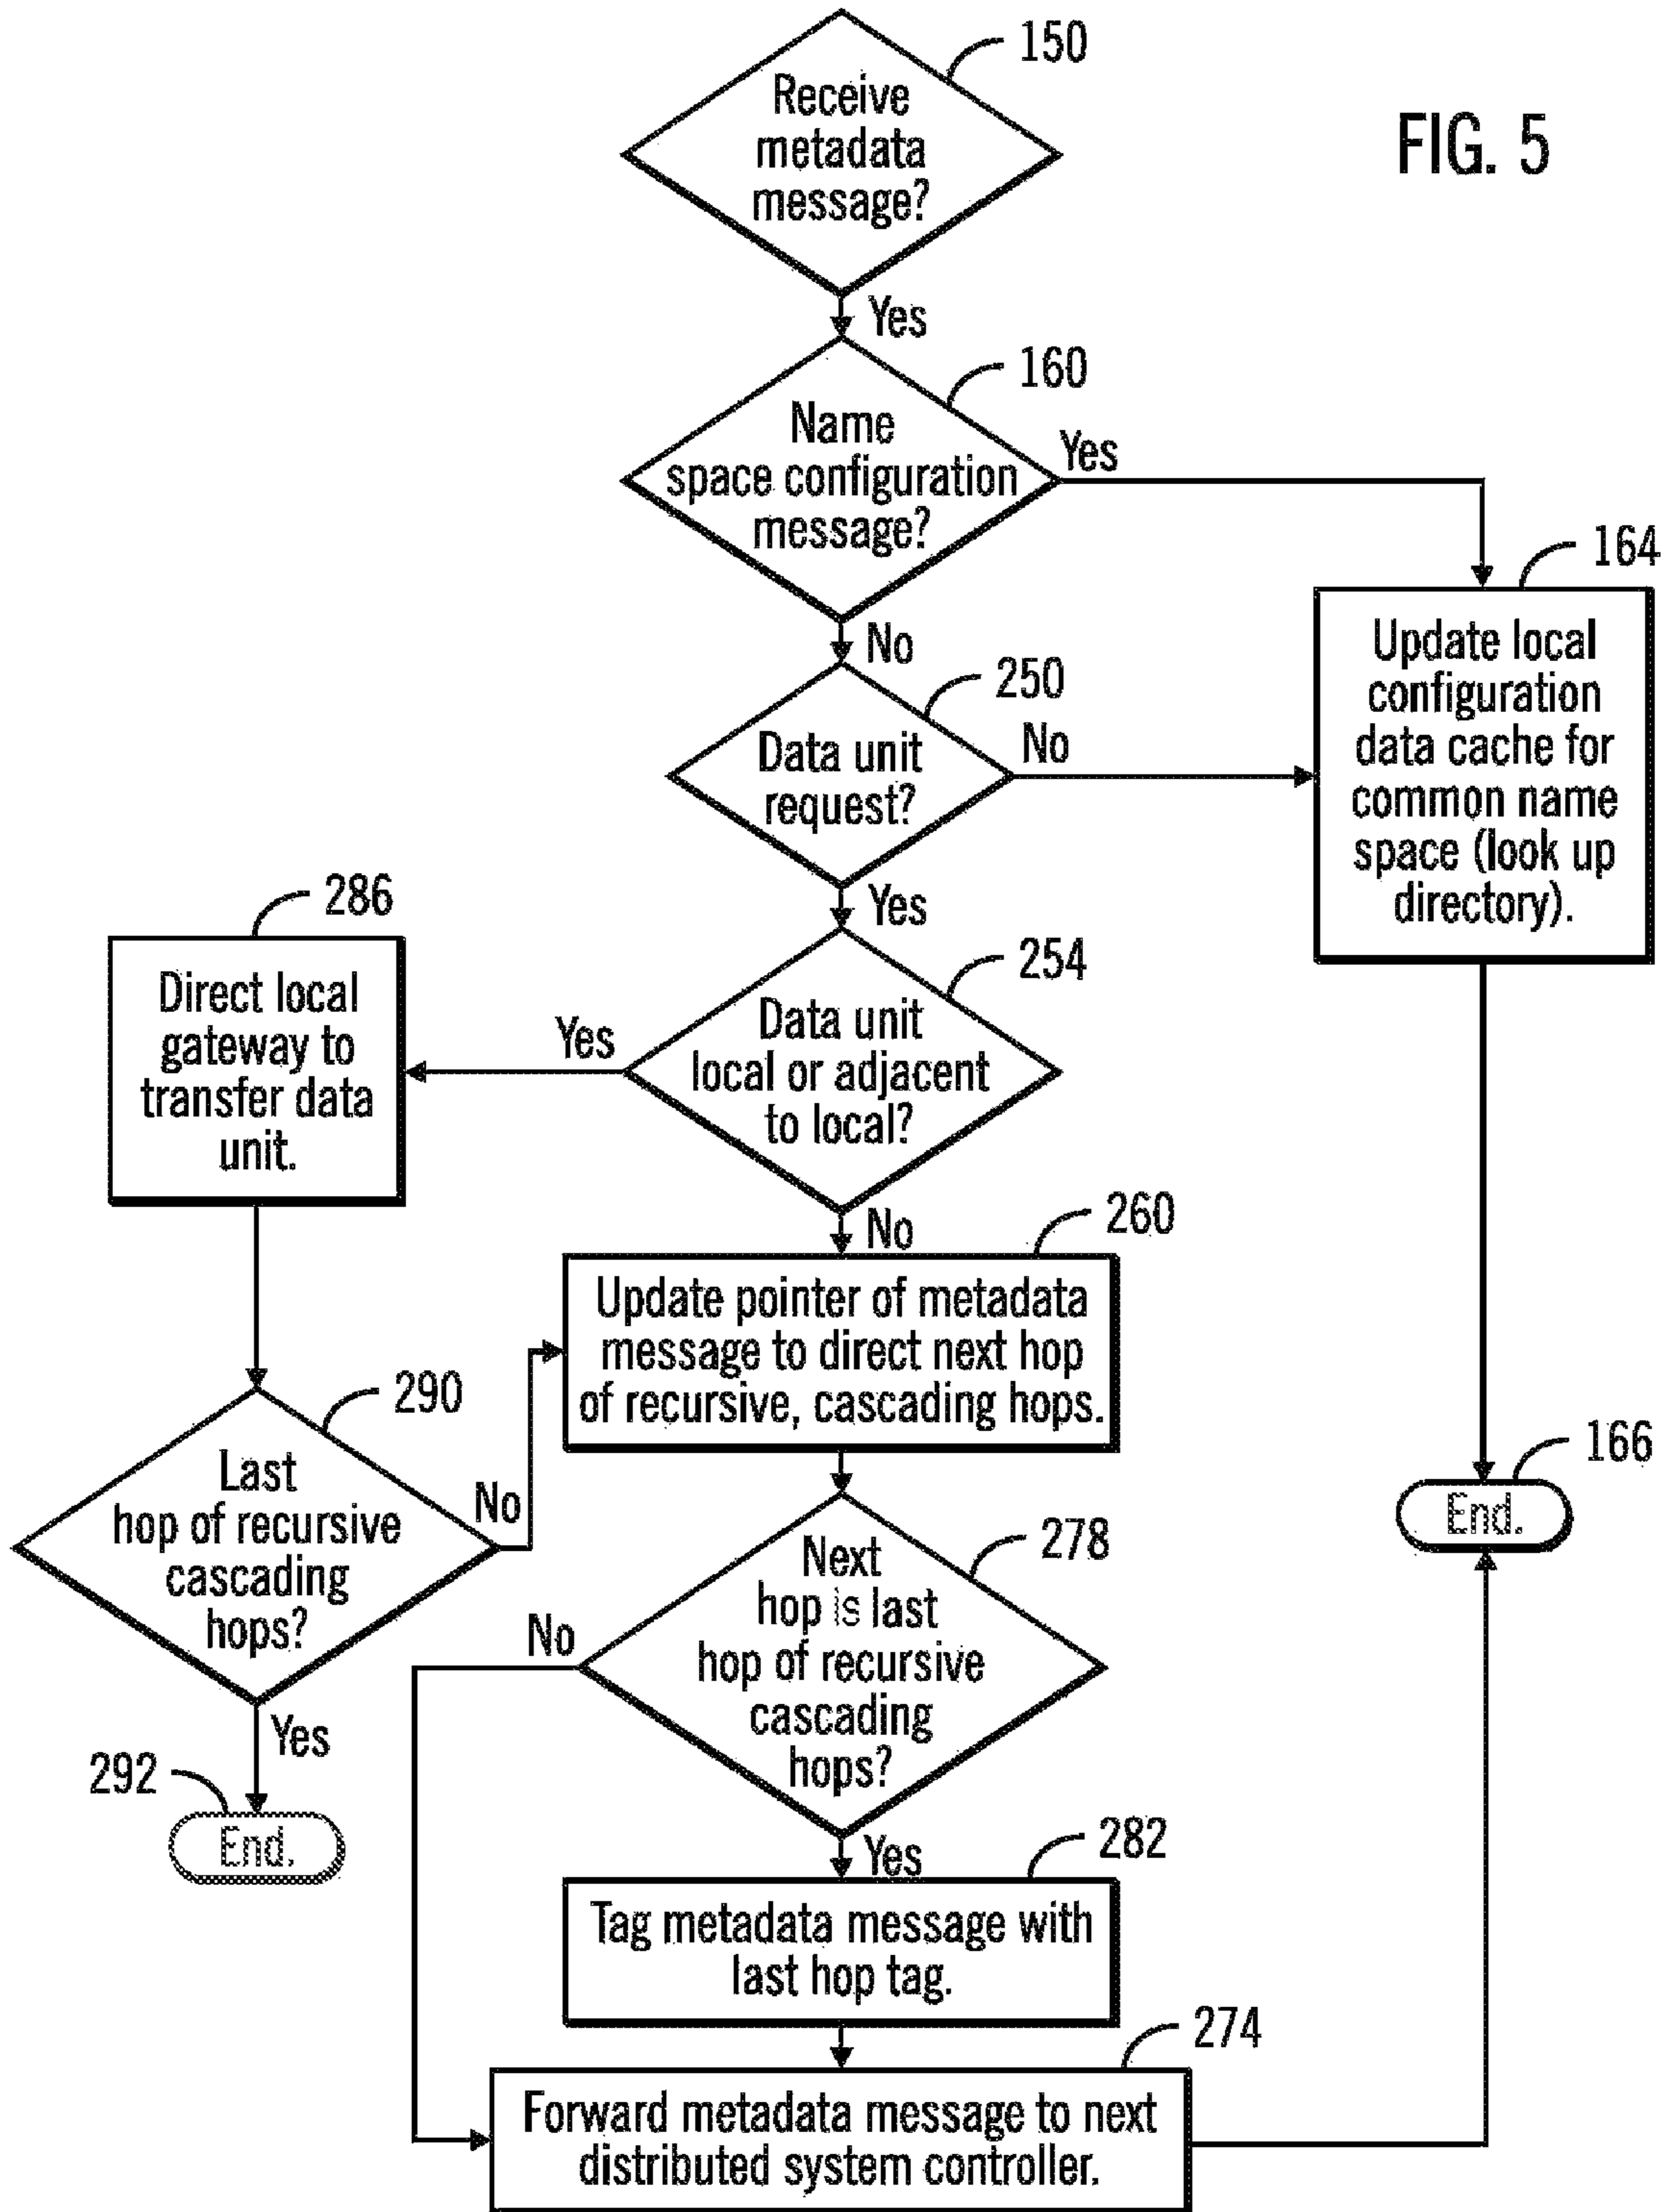 150
FIG. 5
Receive
metadata
message?
Yes
160
Name
space configuration
message?
Yes
164
Update local
configuration
data cache for
common name
space (look up
directory).
No
250
Data unit
request?
No
Yes
286
Direct local
gateway to
transfer data
unit.
254
Data unit
local or adjacent
to local?
Yes
No
260
Update pointer of metadata
message to direct next hop
of recursive, cascading hops.
290
Last
hop of recursive
cascading
hops?
No
166
End.
278
Next
hop is last
hop of recursive
cascading
hops?
No
Yes
292
End.
Yes
282
Tag metadata message with
last hop tag.
274
Forward metadata message to next
distributed system controller.